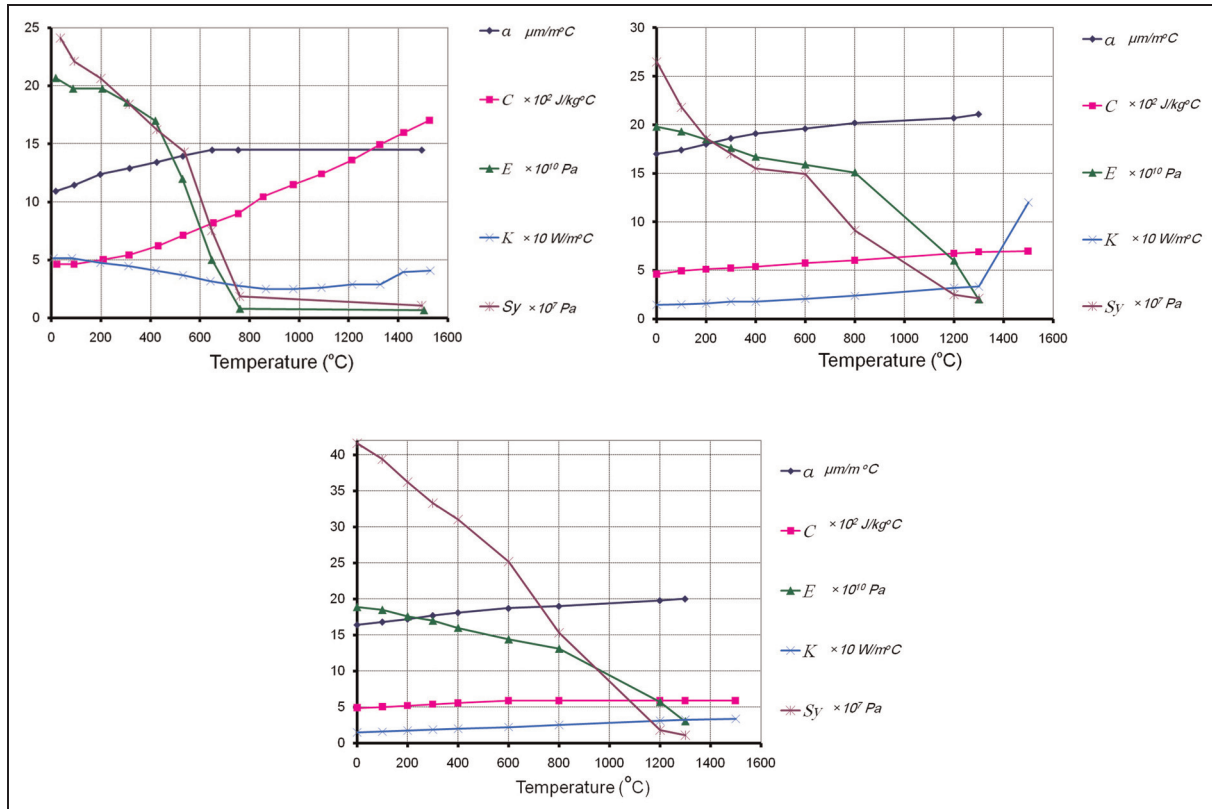 25
20
15
10
5
0
0 200 400 600 800 1000 1200 1400 1600
Temperature (°C)
α μm/m°C
C ×10² J/kg°C
E ×10¹⁰ Pa
K ×10 W/m°C
Sy ×10⁷ Pa
30
25
20
15
10
5
0
0 200 400 600 800 1000 1200 1400 1600
Temperature (°C)
α μm/m°C
C ×10² J/kg°C
E ×10¹⁰ Pa
K ×10 W/m°C
Sy ×10⁷ Pa
40
35
30
25
20
15
10
5
0
0 200 400 600 800 1000 1200 1400 1600
Temperature (°C)
α μm/m °C
C ×10² J/kg°C
E ×10¹⁰ Pa
K ×10 W/m°C
Sy ×10⁷ Pa